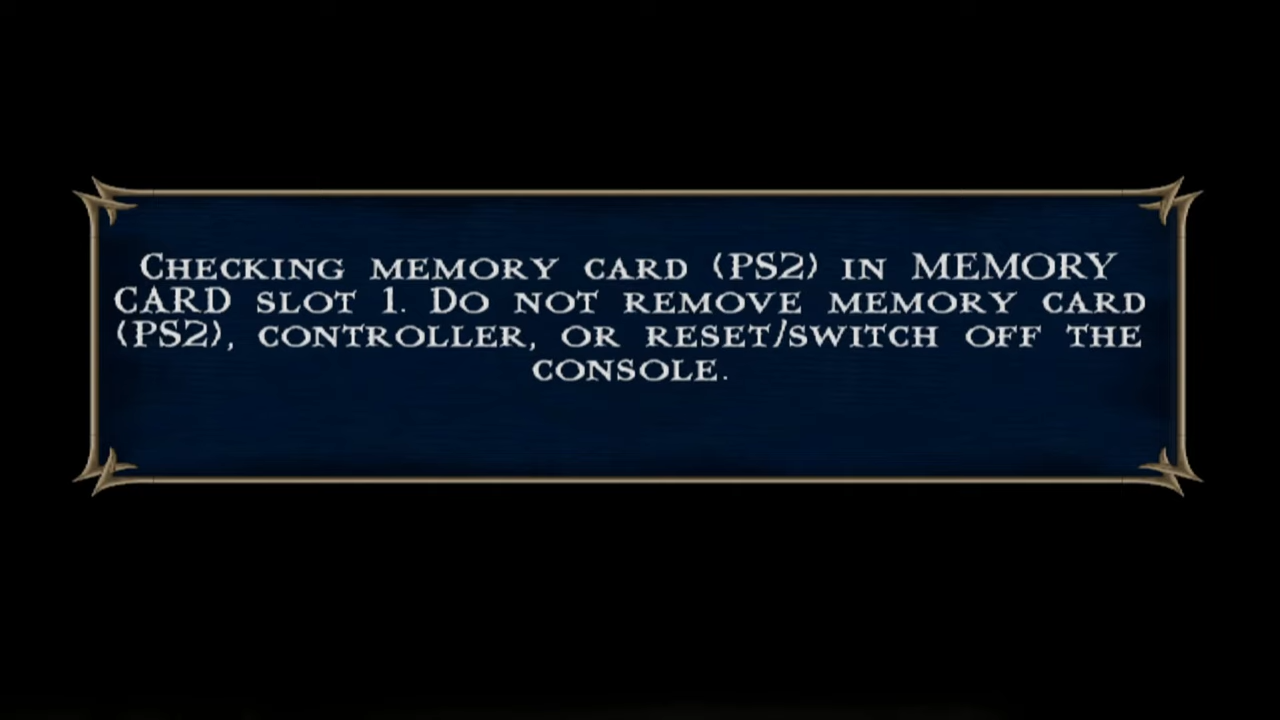 Checking memory card (PS2) in MEMORY
CARD slot 1. Do not remove memory card
(PS2), controller, or reset/switch off the
console.